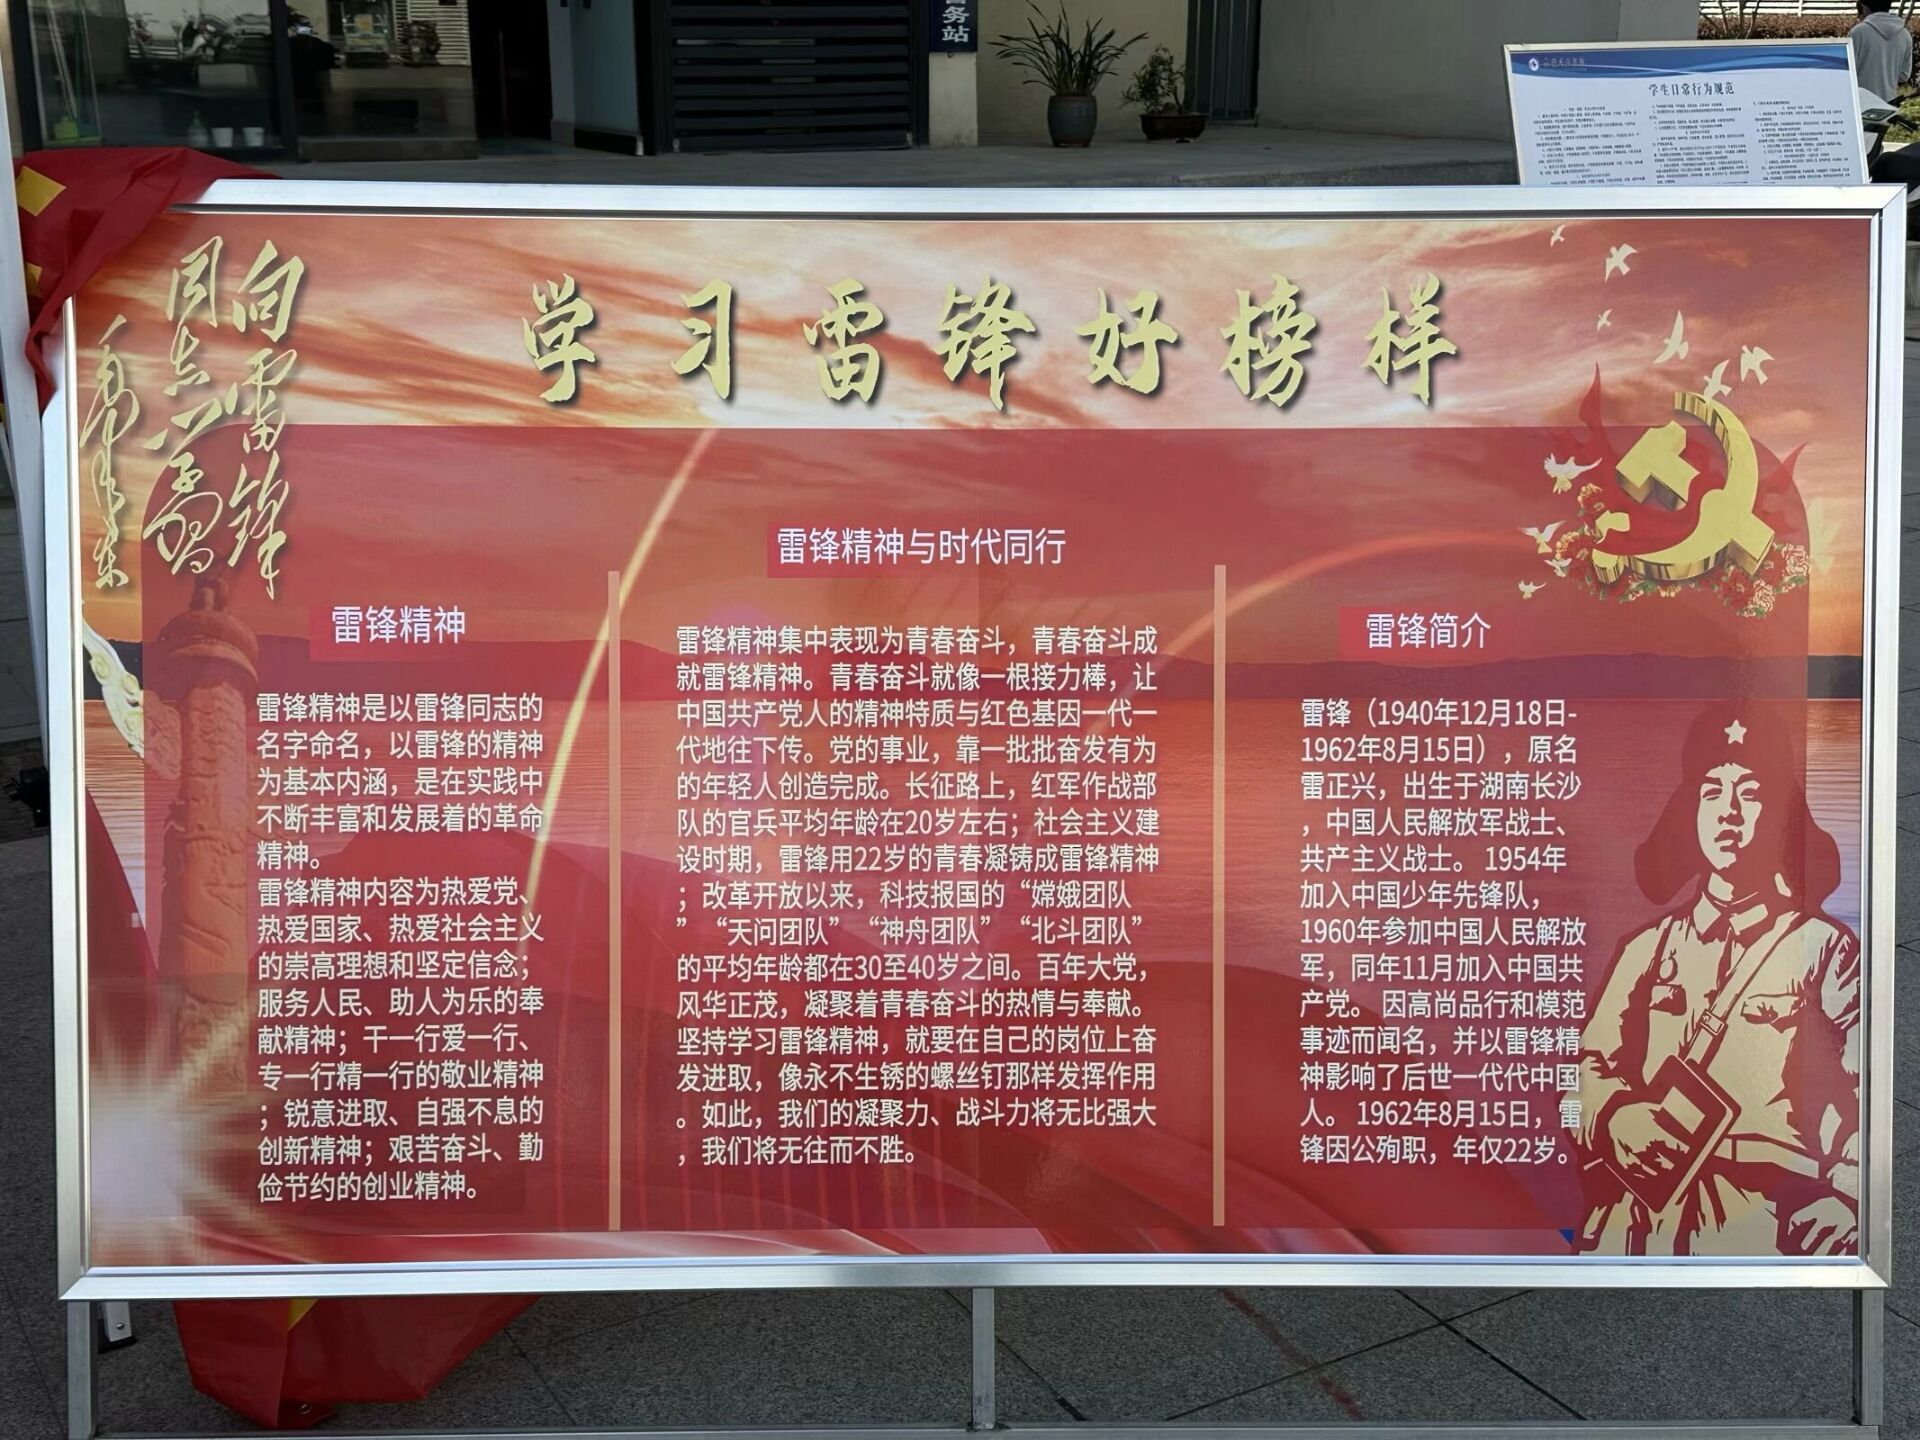 务站
学生日常行为规范
向雷锋
同志学习
毛泽东
学习雷锋好榜样
雷锋精神
雷锋精神是以雷锋同志的
名字命名，以雷锋的精神
为基本内涵，是在实践中
不断丰富和发展着的革命
精神。
雷锋精神内容为热爱党、
热爱国家、热爱社会主义
的崇高理想和坚定信念；
服务人民、助人为乐的奉
献精神；干一行爱一行、
专一行精一行的敬业精神
；锐意进取、自强不息的
创新精神；艰苦奋斗、勤
俭节约的创业精神。
雷锋精神与时代同行
雷锋精神集中表现为青春奋斗，青春奋斗成
就雷锋精神。青春奋斗就像一根接力棒，让
中国共产党人的精神特质与红色基因一代一
代地往下传。党的事业，靠一批批奋发有为
的年轻人创造完成。长征路上，红军作战部
队的官兵平均年龄在20岁左右；社会主义建
设时期，雷锋用22岁的青春凝铸成雷锋精神
；改革开放以来，科技报国的“嫦娥团队
”“天问团队”“神舟团队”“北斗团队”
的平均年龄都在30至40岁之间。百年大党，
风华正茂，凝聚着青春奋斗的热情与奉献。
坚持学习雷锋精神，就要在自己的岗位上奋
发进取，像永不生锈的螺丝钉那样发挥作用
。如此，我们的凝聚力、战斗力将无比强大
，我们将无往而不胜。
雷锋简介
雷锋（1940年12月18日-
1962年8月15日），原名
雷正兴，出生于湖南长沙
，中国人民解放军战士、
共产主义战士。 1954年
加入中国少年先锋队，
1960年参加中国人民解放
军，同年11月加入中国共
产党。 因高尚品行和模范
事迹而闻名，并以雷锋精
神影响了后世一代代中国
人。 1962年8月15日，雷
锋因公殉职，年仅22岁。